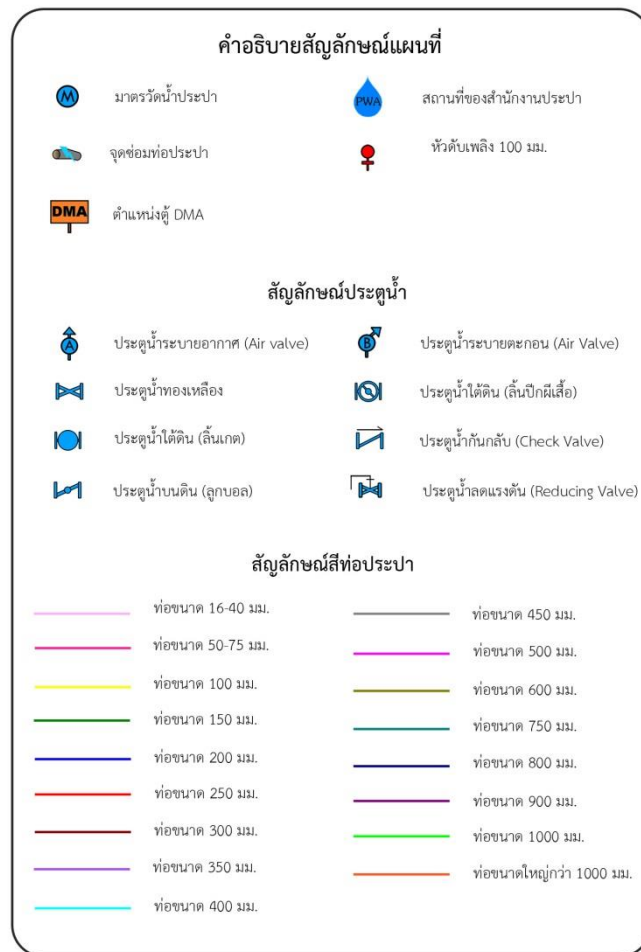 คำอธิบายสัญลักษณ์แผนที่
M มาตรวัดน้ำประปา
PWA สถานที่ของสำนักงานประปา
จุดซ่อมท่อประปา
หัวดับเพลิง 100 มม.
DMA ตำแหน่งตู้ DMA
สัญลักษณ์ประตูน้ำ
A ประตูน้ำระบายอากาศ (Air valve)
B ประตูน้ำระบายตะกอน (Air Valve)
ประตูน้ำทองเหลือง
ประตูน้ำใต้ดิน (ลิ้นปีกผีเสื้อ)
ประตูน้ำใต้ดิน (ลิ้นเกต)
ประตูน้ำกันกลับ (Check Valve)
ประตูน้ำบนดิน (ลูกบอล)
ประตูน้ำลดแรงดัน (Reducing Valve)
สัญลักษณ์สีท่อประปา
ท่อขนาด 16-40 มม.
ท่อขนาด 50-75 มม.
ท่อขนาด 100 มม.
ท่อขนาด 150 มม.
ท่อขนาด 200 มม.
ท่อขนาด 250 มม.
ท่อขนาด 300 มม.
ท่อขนาด 350 มม.
ท่อขนาด 400 มม.
ท่อขนาด 450 มม.
ท่อขนาด 500 มม.
ท่อขนาด 600 มม.
ท่อขนาด 750 มม.
ท่อขนาด 800 มม.
ท่อขนาด 900 มม.
ท่อขนาด 1000 มม.
ท่อขนาดใหญ่กว่า 1000 มม.